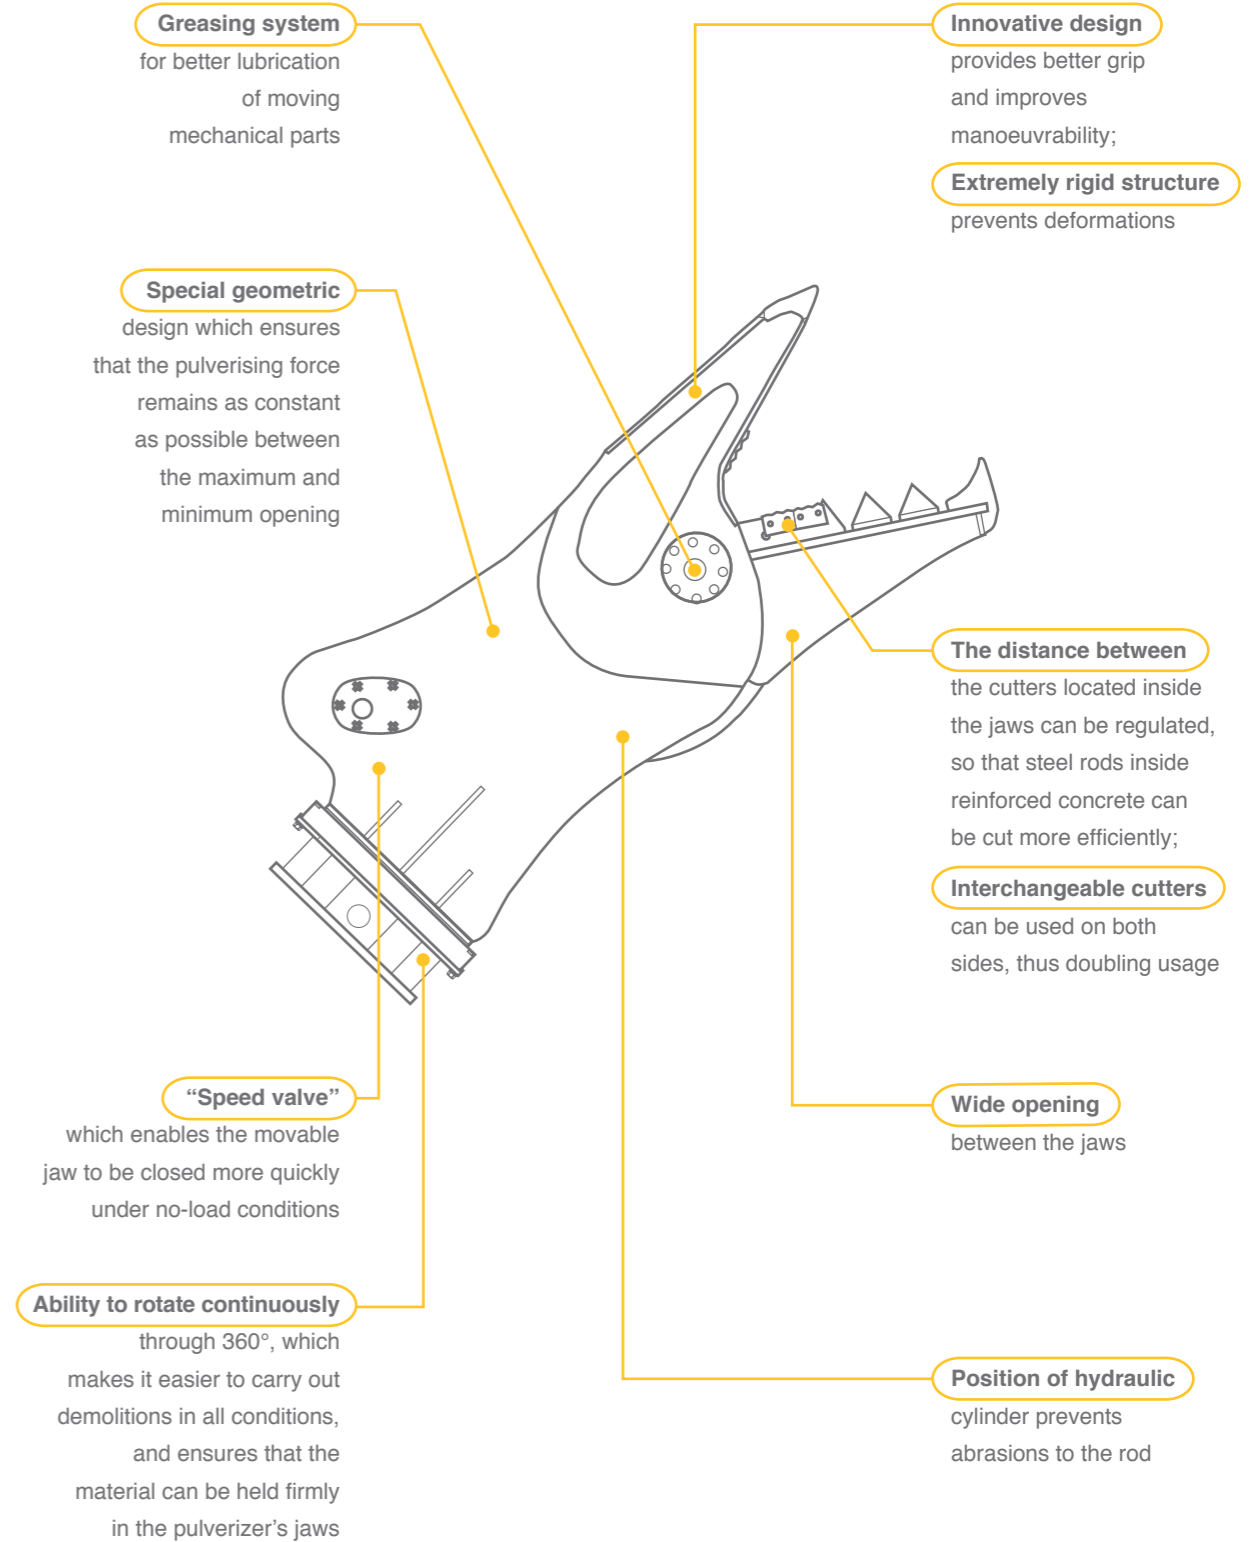 Greasing system
for better lubrication
of moving
mechanical parts
Special geometric
design which ensures
that the pulverising force
remains as constant
as possible between
the maximum and
minimum opening
“Speed valve”
which enables the movable
jaw to be closed more quickly
under no-load conditions
Ability to rotate continuously
through 360°, which
makes it easier to carry out
demolitions in all conditions,
and ensures that the
material can be held firmly
in the pulverizer’s jaws
Innovative design
provides better grip
and improves
manoeuvrability;
Extremely rigid structure
prevents deformations
The distance between
the cutters located inside
the jaws can be regulated,
so that steel rods inside
reinforced concrete can
be cut more efficiently;
Interchangeable cutters
can be used on both
sides, thus doubling usage
Wide opening
between the jaws
Position of hydraulic
cylinder prevents
abrasions to the rod